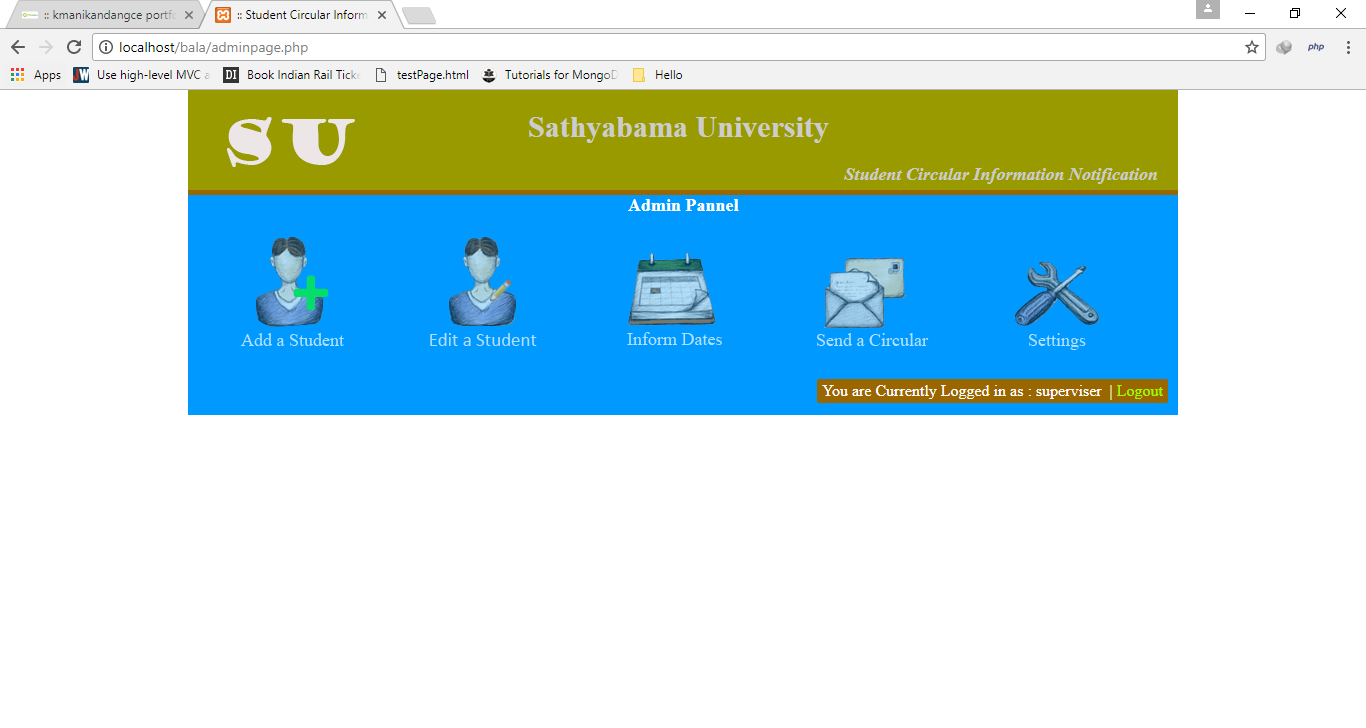 :: kmanikandangce portfo
:: Student Circular Inform
localhost/bala/adminpage.php
php
Apps
Use high-level MVC a
DI
Book Indian Rail Ticke
testPage.html
Tutorials for MongoD
Hello
SU
Sathyabama University
Student Circular Information Notification
Admin Pannel
Add a Student
Edit a Student
Inform Dates
Send a Circular
Settings
You are Currently Logged in as : superviser | Logout